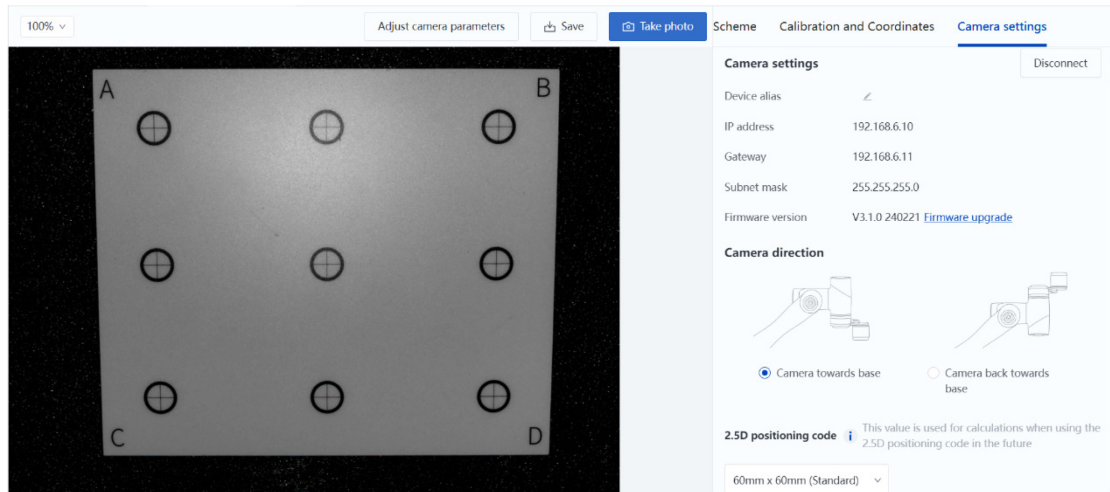 100%
Adjust camera parameters
Save
Take photo
Scheme
Calibration and Coordinates
Camera settings
A
B
C
D
Camera settings
Disconnect
Device alias
IP address 192.168.6.10
Gateway 192.168.6.11
Subnet mask 255.255.255.0
Firmware version V3.1.0 240221 Firmware upgrade
Camera direction
Camera towards base
Camera back towards
base
2.5D positioning code
This value is used for calculations when using the
2.5D positioning code in the future
60mm x 60mm (Standard)